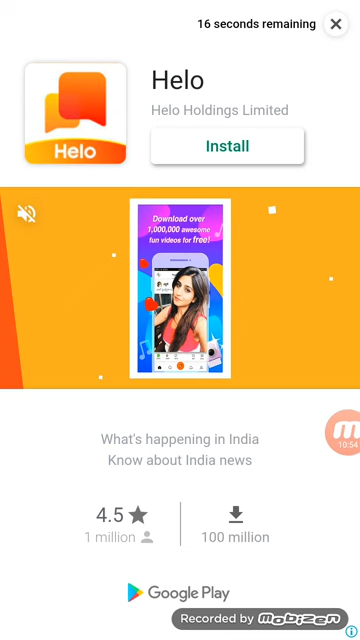 16 seconds remaining
Helo
Helo
Helo Holdings Limited
Install
Download over
1,000,000 awesome
fun videos for free!
What's happening in India
Know about India news
4.5
1 million
100 million
10:54
Google Play
Recorded by mobizen